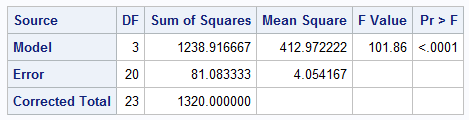 Source DF Sum of Squares Mean Square F Value Pr > F
Model 3 1238.916667 412.972222 101.86 <.0001
Error 20 81.083333 4.054167
Corrected Total 23 1320.000000